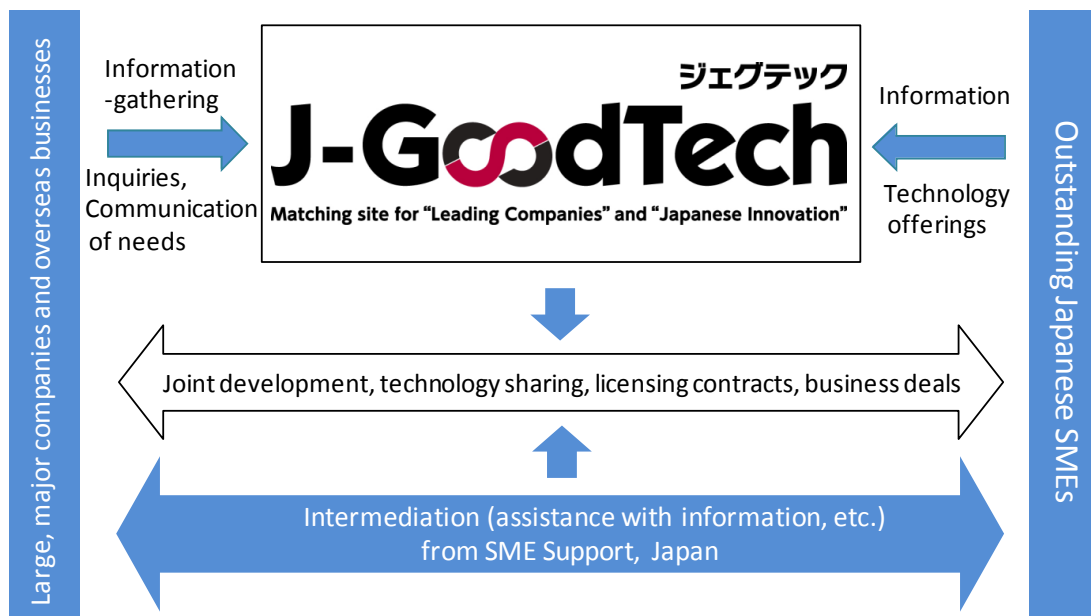 Large, major companies and overseas businesses
Information
-gathering
Inquiries,
Communication
of needs
ジェグテック
J-GoodTech
Matching site for “Leading Companies” and “Japanese Innovation”
Information
Technology
offerings
Outstanding Japanese SMEs
Joint development, technology sharing, licensing contracts, business deals
Intermediation (assistance with information, etc.)
from SME Support, Japan